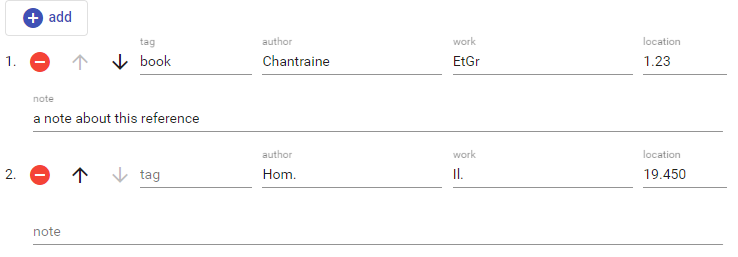 add
tag author work location
1. book Chantraine EtGr 1.23
note
a note about this reference
author work location
2. tag Hom. Il. 19.450
note